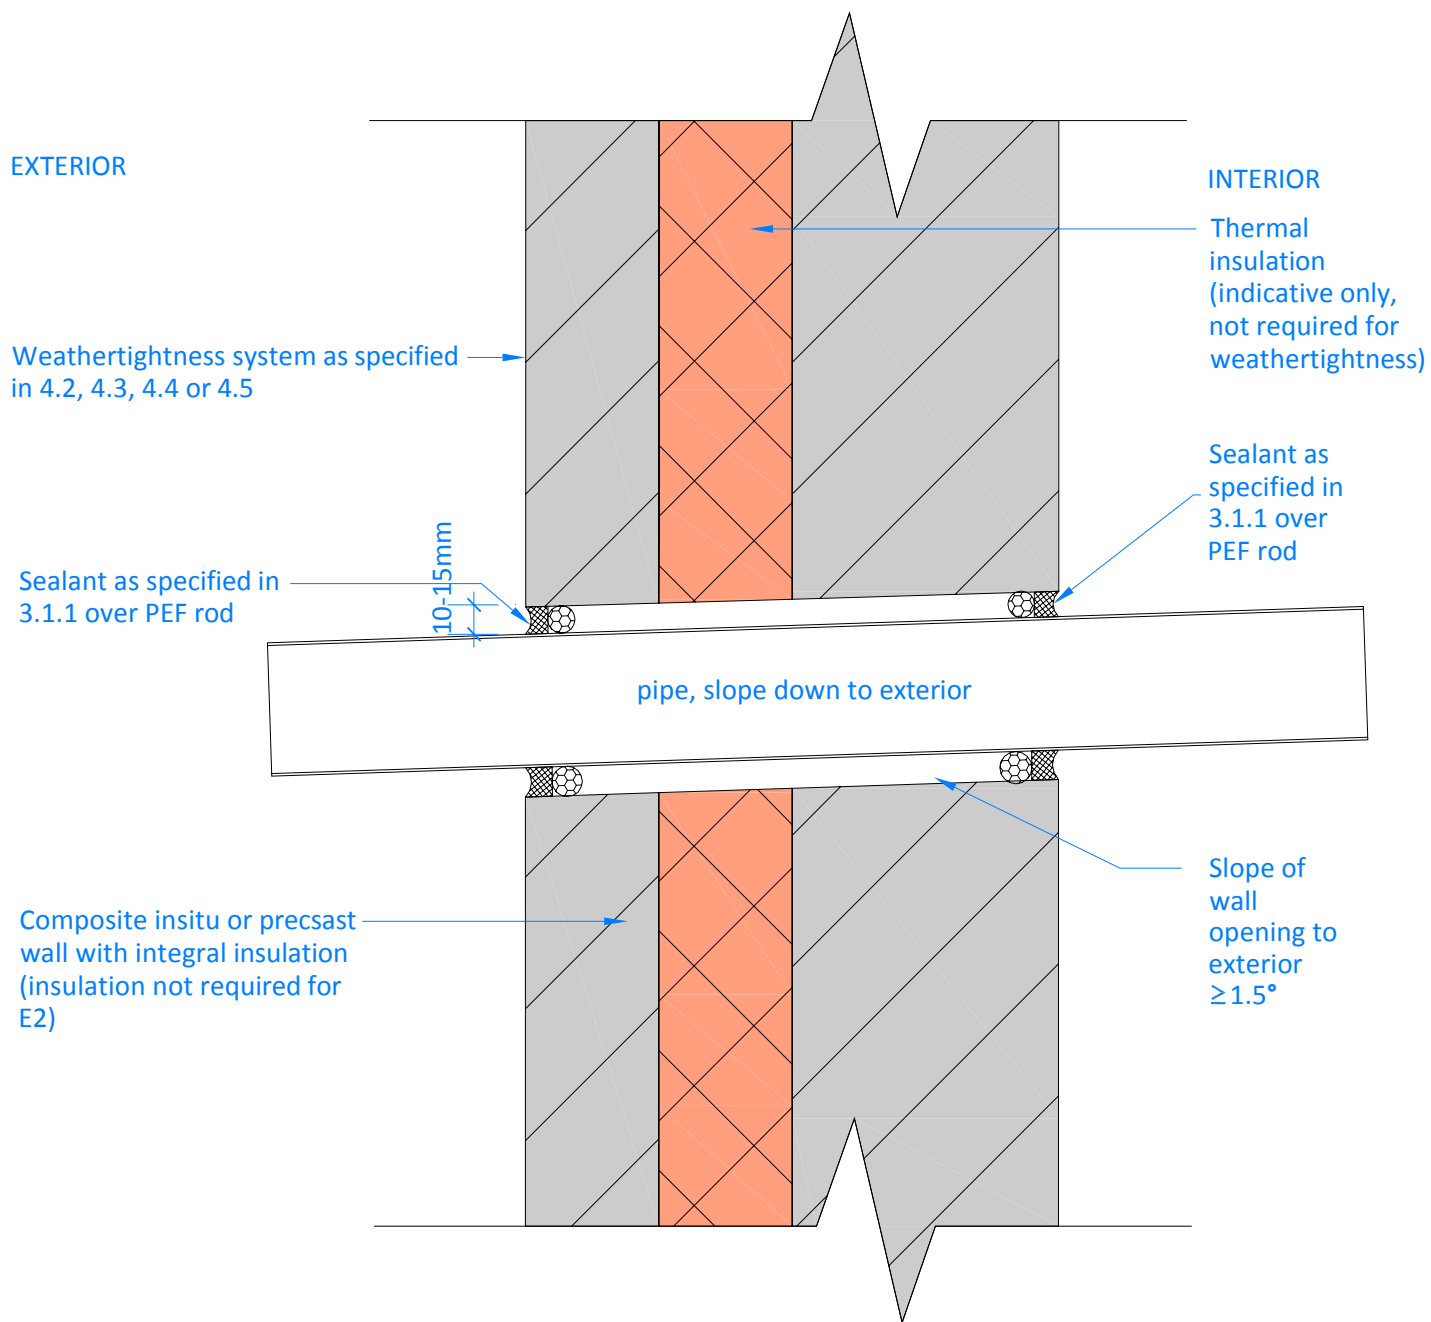 EXTERIOR
INTERIOR
Thermal
insulation
(indicative only,
not required for
weathertightness)
Weathertightness system as specified
in 4.2, 4.3, 4.4 or 4.5
Sealant as
specified in
3.1.1 over
PEF rod
10-15mm
Sealant as specified in
3.1.1 over PEF rod
pipe, slope down to exterior
Slope of
wall
opening to
exterior
≥1.5°
Composite insitu or precsast
wall with integral insulation
(insulation not required for
E2)